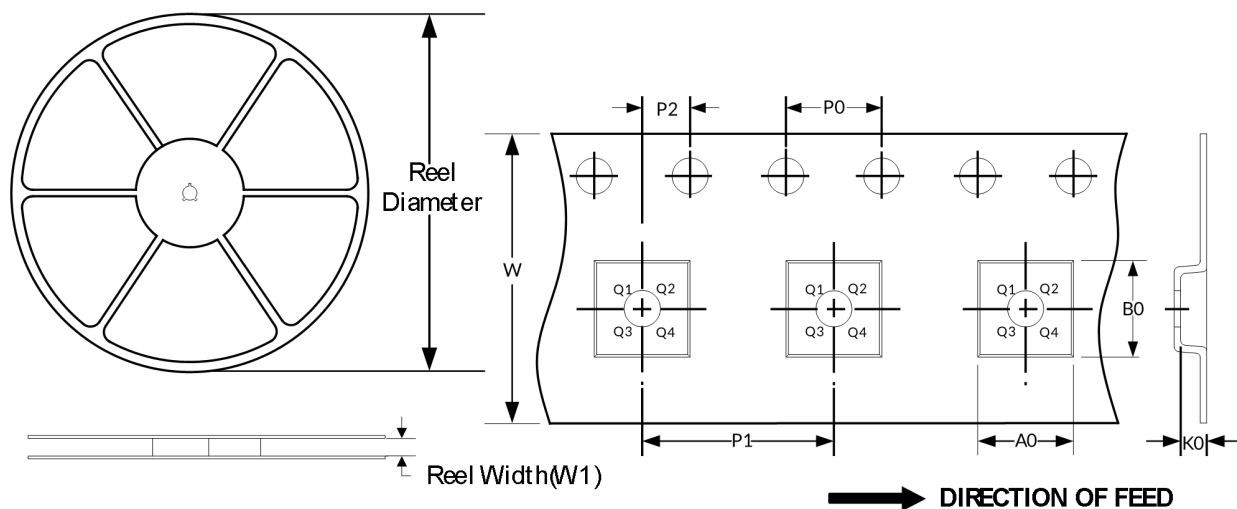 Reel
Diameter
Reel Width(W1)
P2
P0
W
Q1 Q2
Q3 Q4
Q1 Q2
Q3 Q4
Q1 Q2
Q3 Q4
B0
P1
A0
K0
DIRECTION OF FEED